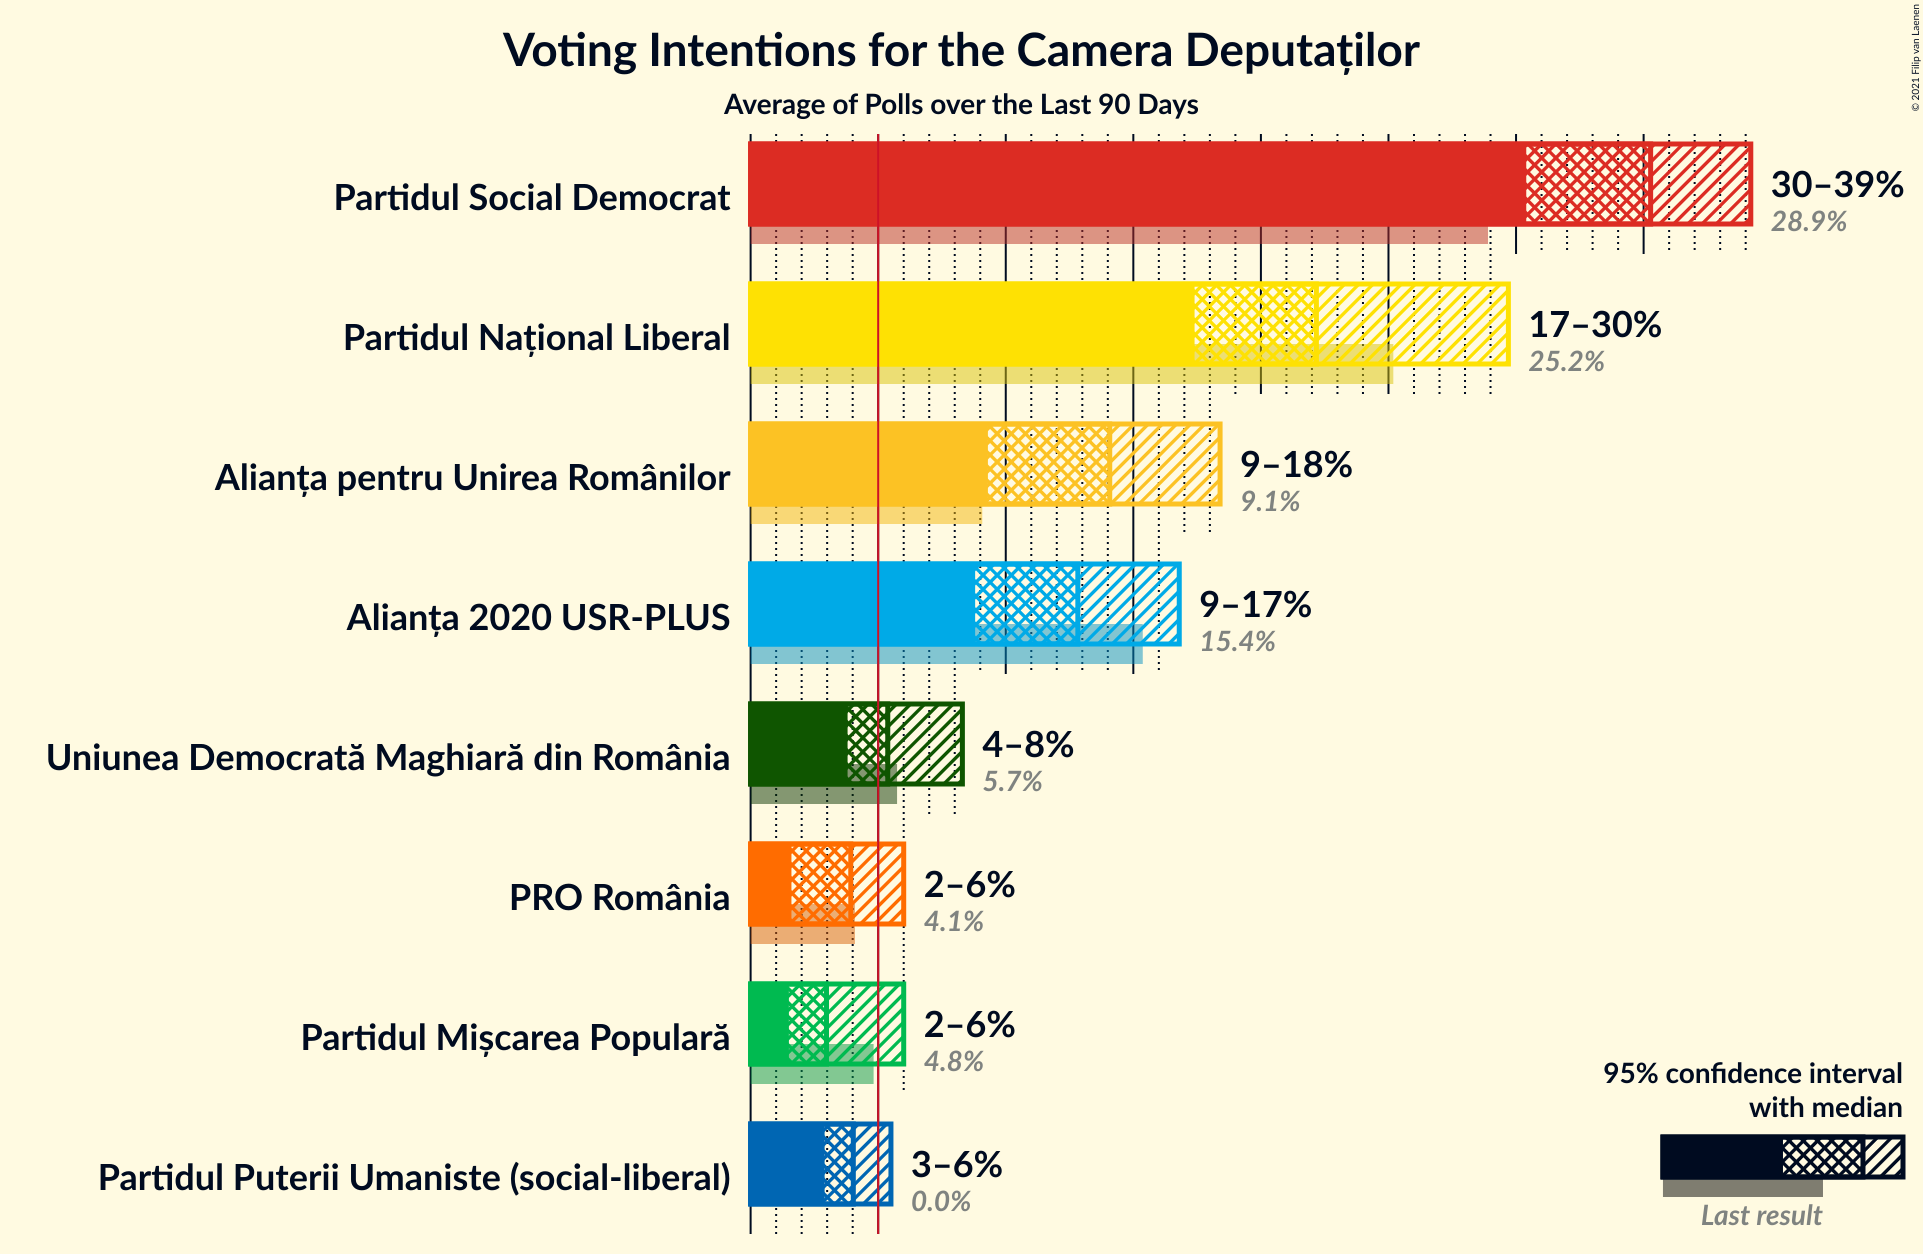 Voting Intentions for the Camera Deputaților
Average of Polls over the Last 90 Days
© 2021 Filip van Laenen
Partidul Social Democrat
30–39%
28.9%
Partidul Național Liberal
17–30%
25.2%
Alianța pentru Unirea Românilor
9–18%
9.1%
Alianța 2020 USR-PLUS
9–17%
15.4%
Uniunea Democrată Maghiară din România
4–8%
5.7%
PRO România
2–6%
4.1%
Partidul Mișcarea Populară
2–6%
4.8%
Partidul Puterii Umaniste (social-liberal)
3–6%
0.0%
95% confidence interval
with median
Last result